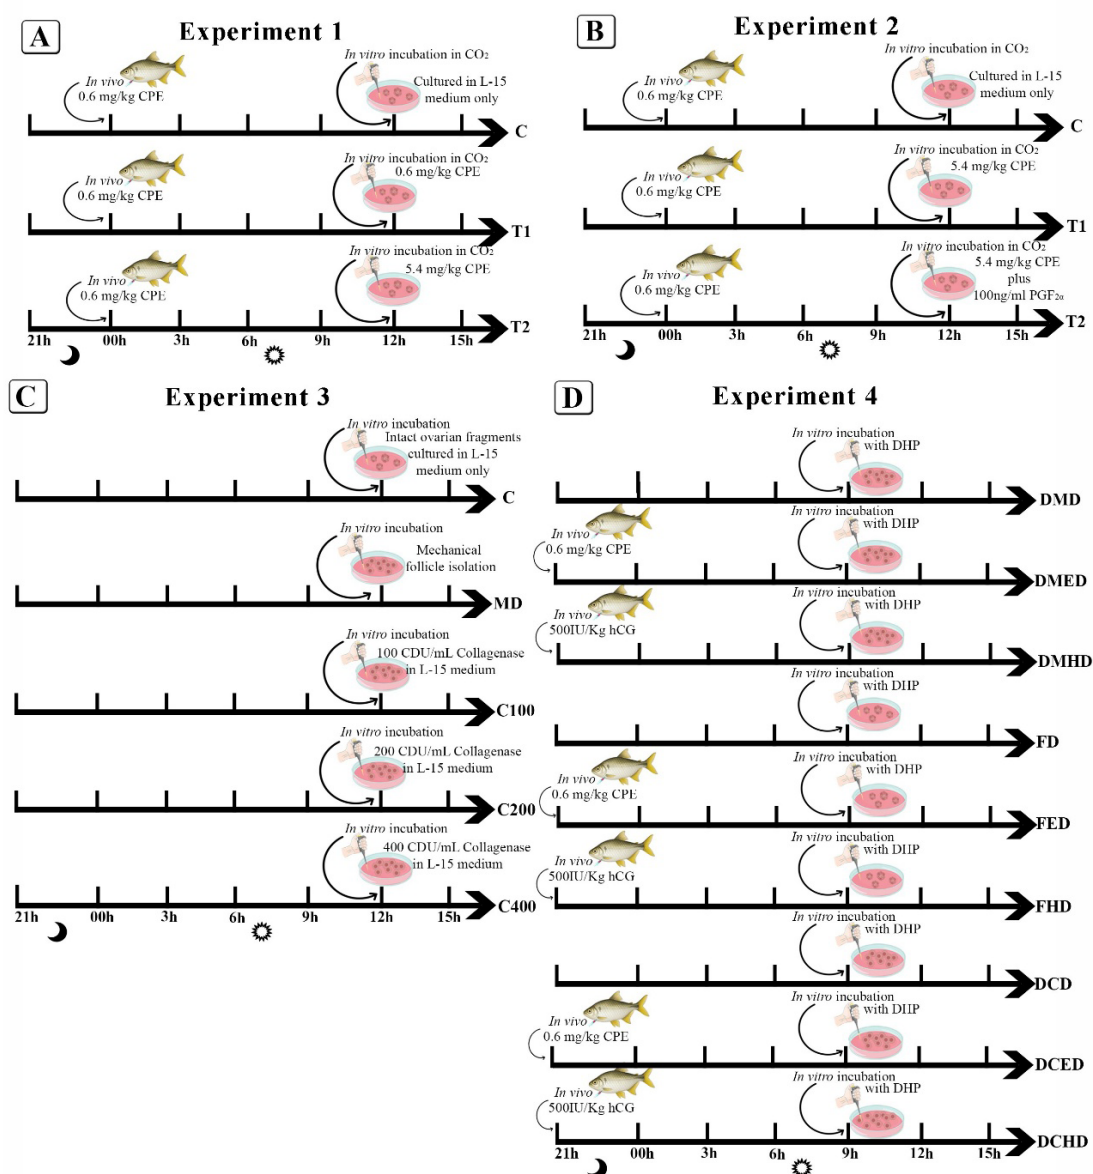 A
Experiment 1
In vivo
0.6 mg/kg CPE
In vitro incubation in CO₂
Cultured in L-15
medium only
C
In vivo
0.6 mg/kg CPE
In vitro incubation in CO₂
0.6 mg/kg CPE
T1
In vivo
0.6 mg/kg CPE
In vitro incubation in CO₂
5.4 mg/kg CPE
T2
21h 00h 3h 6h 9h 12h 15h
B
Experiment 2
In vivo
0.6 mg/kg CPE
In vitro incubation in CO₂
Cultured in L-15
medium only
C
In vivo
0.6 mg/kg CPE
In vitro incubation in CO₂
5.4 mg/kg CPE
T1
In vivo
0.6 mg/kg CPE
In vitro incubation in CO₂
5.4 mg/kg CPE
plus
100ng/ml PGF₂α
T2
21h 00h 3h 6h 9h 12h 15h
C
Experiment 3
In vitro incubation
Intact ovarian fragments
cultured in L-15
medium only
C
In vitro incubation
Mechanical
follicle isolation
MD
In vitro incubation
100 CDU/mL Collagenase
in L-15 medium
C100
In vitro incubation
200 CDU/mL Collagenase
in L-15 medium
C200
In vitro incubation
400 CDU/mL Collagenase
in L-15 medium
C400
21h 00h 3h 6h 9h 12h 15h
D
Experiment 4
In vitro incubation
with DHP
DMD
In vivo
0.6 mg/kg CPE
In vitro incubation
with DHP
DMED
In vivo
500IU/Kg hCG
In vitro incubation
with DHP
DMHD
In vitro incubation
with DHP
FD
In vivo
0.6 mg/kg CPE
In vitro incubation
with DHP
FED
In vivo
500IU/Kg hCG
In vitro incubation
with DHP
FHD
In vitro incubation
with DHP
DCD
In vivo
0.6 mg/kg CPE
In vitro incubation
with DHP
DCED
In vivo
500IU/Kg hCG
In vitro incubation
with DHP
DCHD
21h 00h 3h 6h 9h 12h 15h